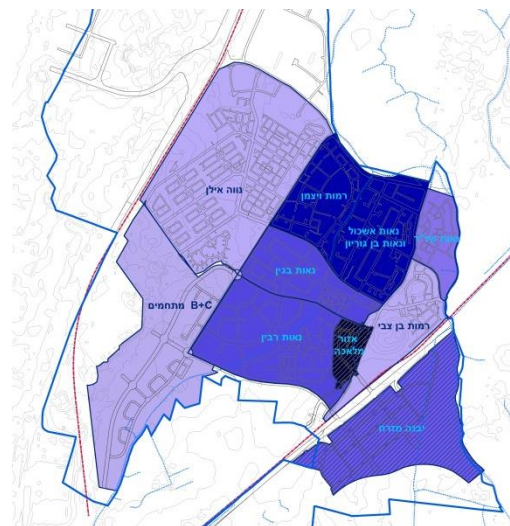 נווה אילן
רמות ויצמן
נאות אשכול
ונאות בן גוריון
נאות בגין
מתחמים B+C
נאות רבין
אזור
מלאכה
רמות בן צבי
יבנה מזרח